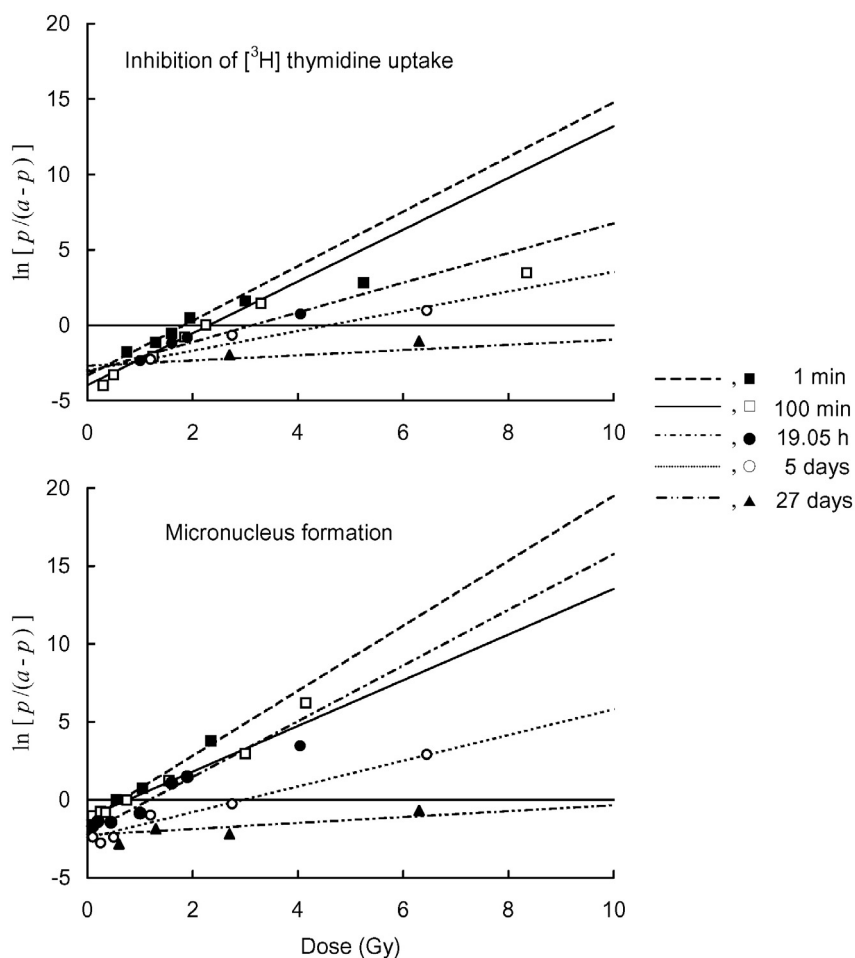 20
Inhibition of [³H] thymidine uptake
15
10
5
0
-5
0 2 4 6 8 10
ln [ p /(a - p) ]
, 1 min
, 100 min
, 19.05 h
, 5 days
, 27 days
20
Micronucleus formation
15
10
5
0
-5
0 2 4 6 8 10
ln [ p /(a - p) ]
Dose (Gy)